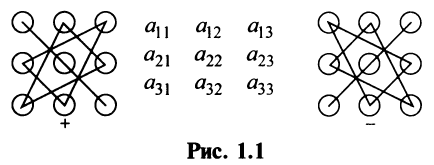 a₁₁ a₁₂ a₁₃
a₂₁ a₂₂ a₂₃
a₃₁ a₃₂ a₃₃
+ −
Рис. 1.1